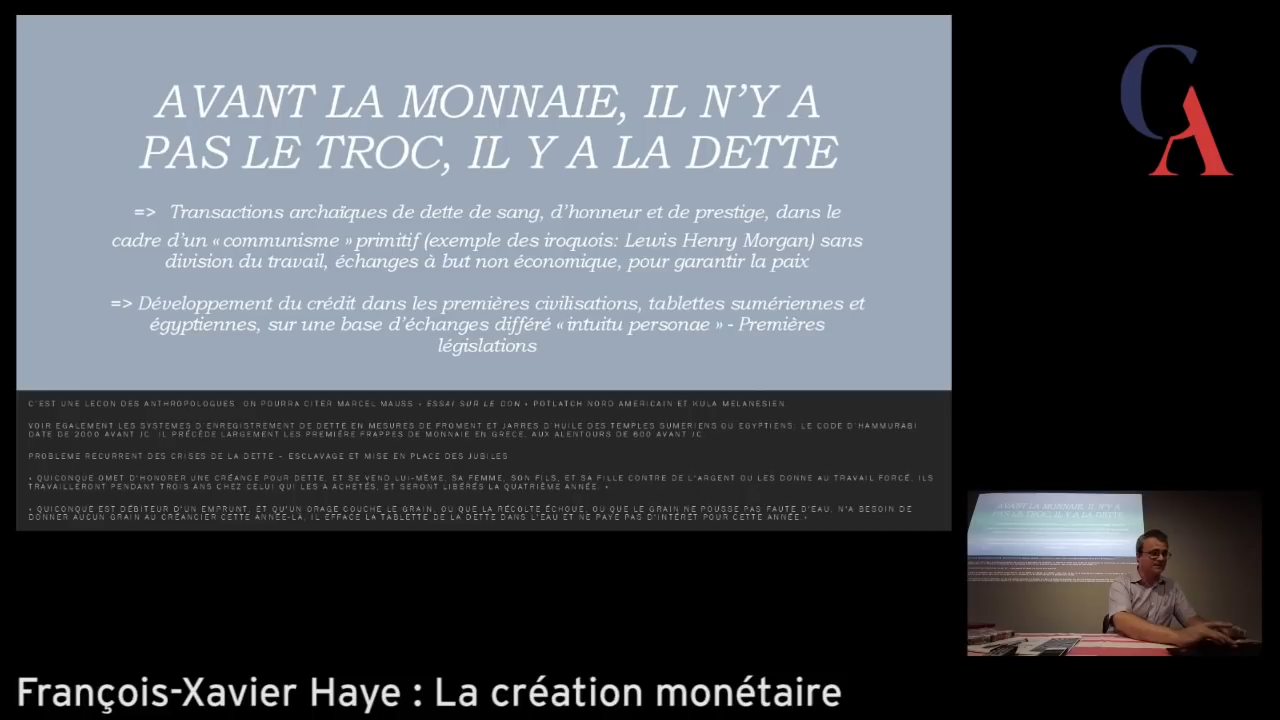 AVANT LA MONNAIE, IL N'Y A
PAS LE TROC, IL Y A LA DETTE
=> Transactions archaïques de dette de sang, d'honneur et de prestige, dans le
cadre d'un « communisme » primitif (exemple des iroquois: Lewis Henry Morgan) sans
division du travail, échanges à but non économique, pour garantir la paix
=> Développement du crédit dans les premières civilisations, tablettes sumériennes et
égyptiennes, sur une base d'échanges différé « intuitu personae » - Premières
législations
C'EST UNE LECON DES ANTHROPOLOGUES. ON POURRA CITER MARCEL MAUSS « ESSAI SUR LE DON » POTLATCH NORD AMERICAIN ET KULA MELANESIEN
VOIR EGALEMENT LES SYSTEMES D'ENREGISTREMENT DE DETTE EN MESURES DE FROMENT ET JARRES D'HUILE DES TEMPLES SUMERIENS OU EGYPTIENS: LE CODE D'HAMMURABI
DATE DE 2000 AVANT JC. IL PRÉCÈDE LARGEMENT LES PREMIÈRE FRAPPES DE MONNAIE EN GRÈCE, AUX ALENTOURS DE 600 AVANT JC.
PROBLEME RECURRENT DES CRISES DE LA DETTE – ESCLAVAGE ET MISE EN PLACE DES JUBILES
« QUICONQUE OMET D'HONORER UNE CRÉANCE POUR DETTE, ET SE VEND LUI-MÊME, SA FEMME, SON FILS, ET SA FILLE CONTRE DE L'ARGENT OU LES DONNE AU TRAVAIL FORCÉ, ILS
TRAVAILLERONT PENDANT TROIS ANS CHEZ CELUI QUI LES A ACHETÉS, ET SERONT LIBÉRÉS LA QUATRIÈME ANNÉE. »
« QUICONQUE EST DÉBITEUR D'UN EMPRUNT, ET QU'UN ORAGE COUCHE LE GRAIN, OU QUE LA RÉCOLTE ÉCHOUE, OU QUE LE GRAIN NE POUSSE PAS FAUTE D'EAU, N'A BESOIN DE
DONNER AUCUN GRAIN AU CRÉANCIER CETTE ANNÉE-LÀ, IL EFFACE LA TABLETTE DE LA DETTE DANS L'EAU ET NE PAYE PAS D'INTÉRÊT POUR CETTE ANNÉE »
CA
AVANT LA MONNAIE, IL N'Y A
PAS LE TROC, IL Y A LA DETTE
François-Xavier Haye : La création monétaire